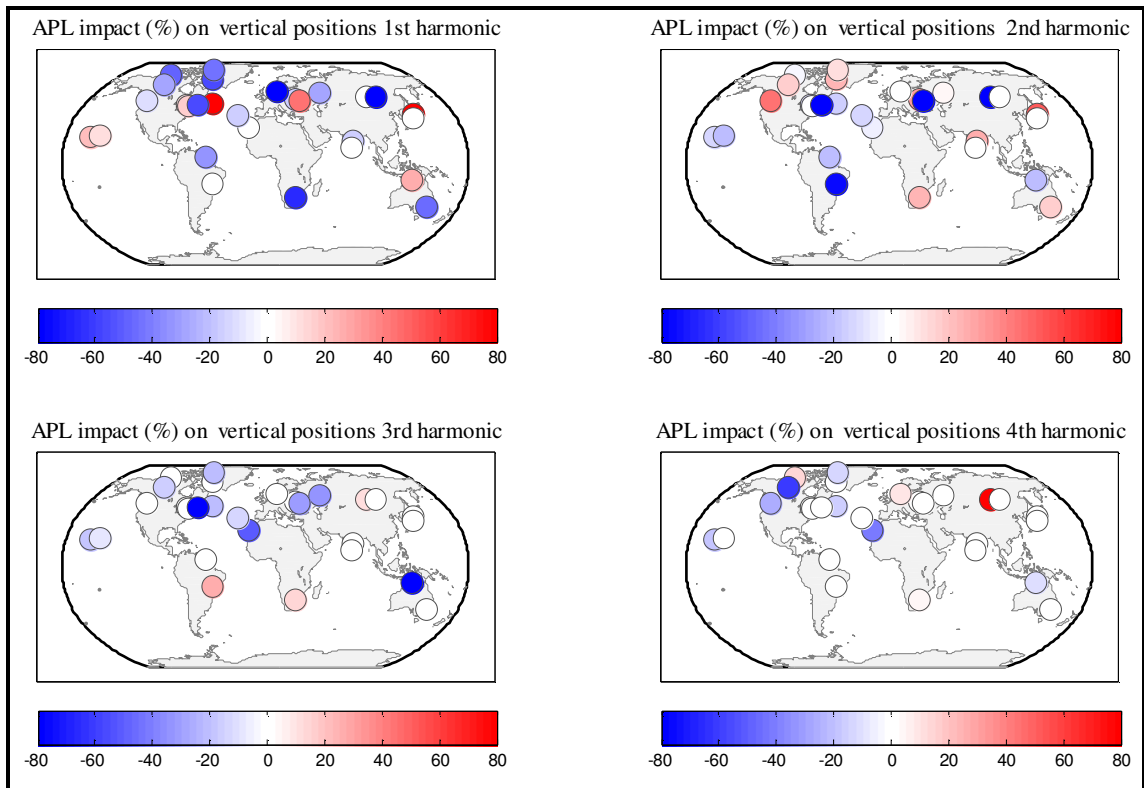 APL impact (%) on vertical positions 1st harmonic
APL impact (%) on vertical positions 2nd harmonic
-80 -60 -40 -20 0 20 40 60 80
-80 -60 -40 -20 0 20 40 60 80
APL impact (%) on vertical positions 3rd harmonic
APL impact (%) on vertical positions 4th harmonic
-80 -60 -40 -20 0 20 40 60 80
-80 -60 -40 -20 0 20 40 60 80